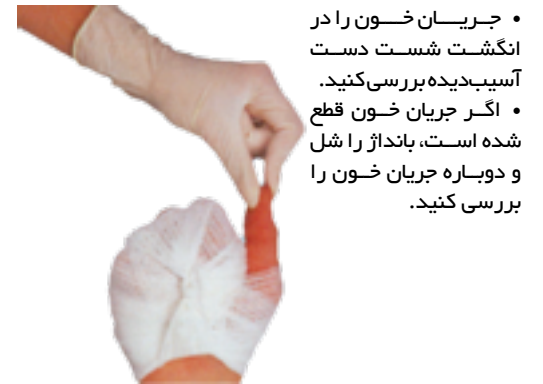 • جریان خون را در
انگشت شست دست
آسیب‌دیده بررسی کنید.
• اگر جریان خون قطع
شده است، بانداژ را شل
و دوباره جریان خون را
بررسی کنید.